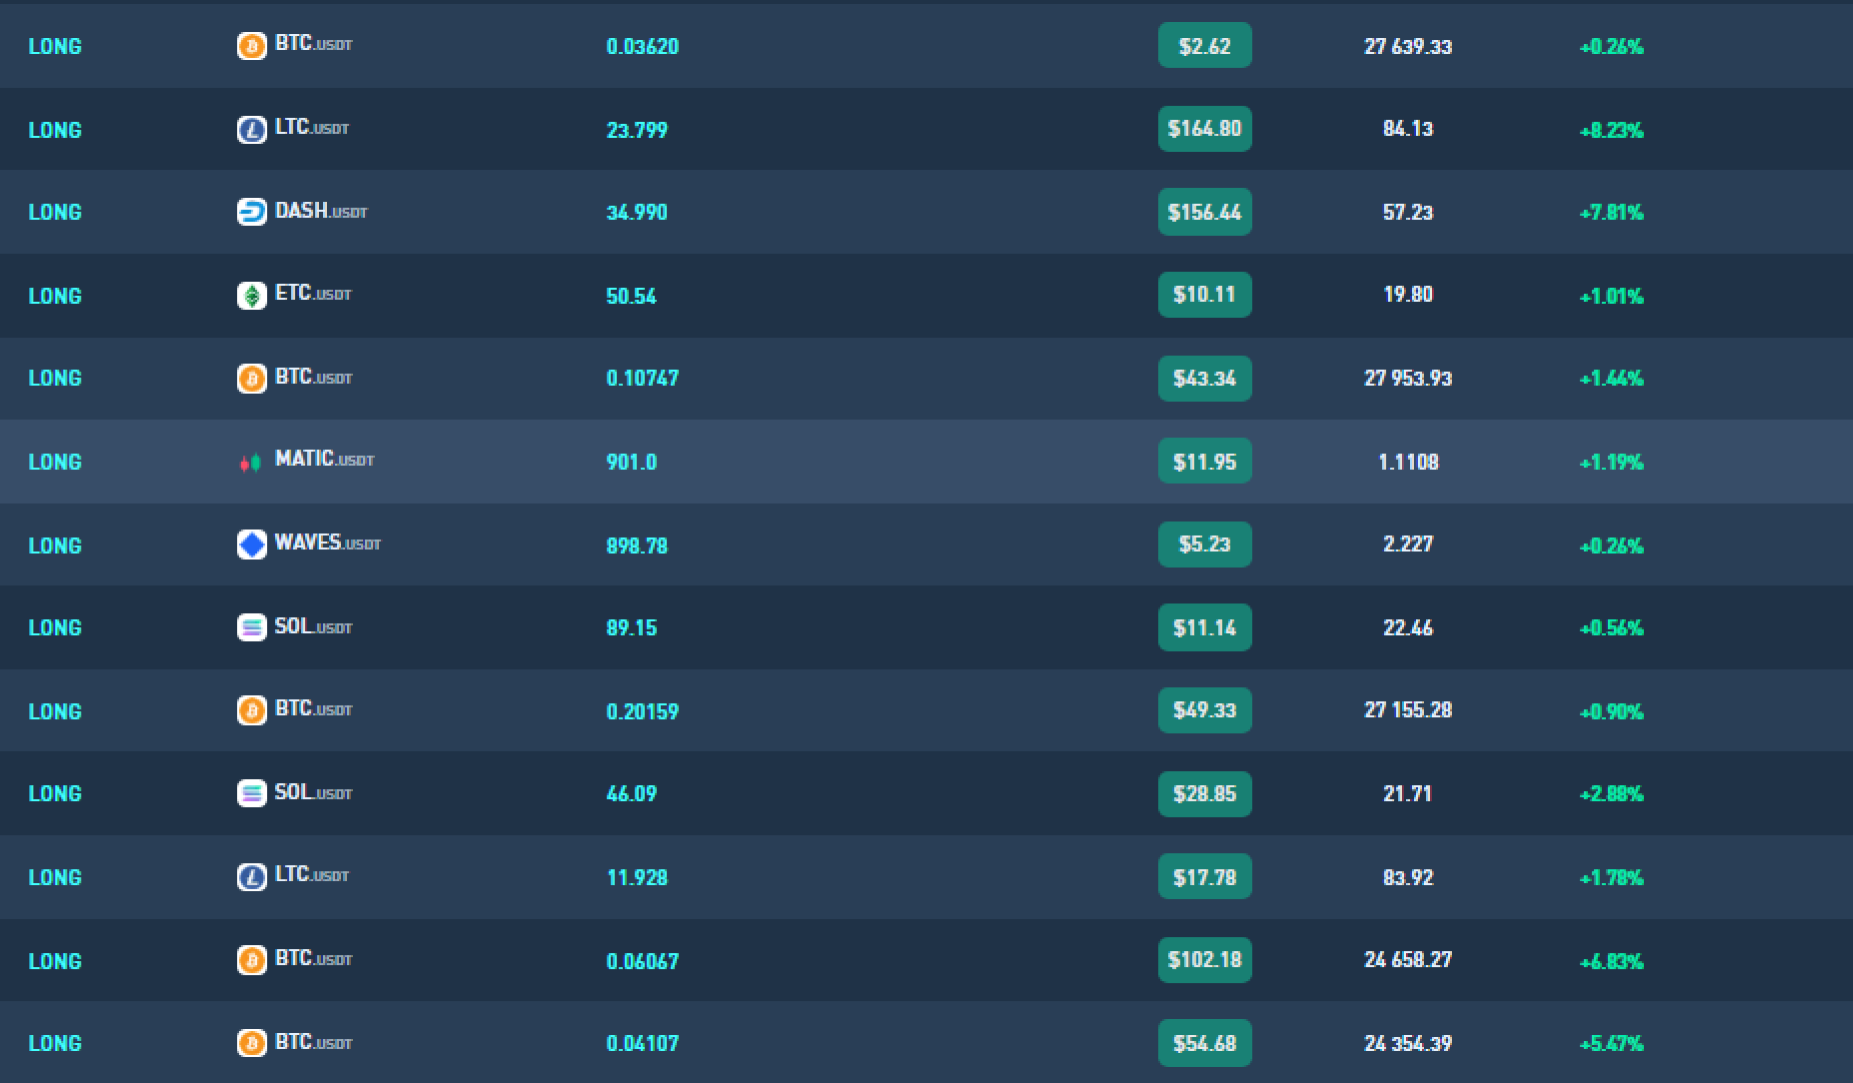 LONG BTC.USDT 0.03620 $2.62 27 639.33 +0.26%
LONG LTC.USDT 23.799 $164.80 84.13 +8.23%
LONG DASH.USDT 34.990 $156.44 57.23 +7.81%
LONG ETC.USDT 50.54 $10.11 19.80 +1.01%
LONG BTC.USDT 0.10747 $43.34 27 953.93 +1.44%
LONG MATIC.USDT 901.0 $11.95 1.1108 +1.19%
LONG WAVES.USDT 898.78 $5.23 2.227 +0.26%
LONG SOL.USDT 89.15 $11.14 22.46 +0.56%
LONG BTC.USDT 0.20159 $49.33 27 155.28 +0.90%
LONG SOL.USDT 46.09 $28.85 21.71 +2.88%
LONG LTC.USDT 11.928 $17.78 83.92 +1.78%
LONG BTC.USDT 0.06067 $102.18 24 658.27 +6.83%
LONG BTC.USDT 0.04107 $54.68 24 354.39 +5.47%